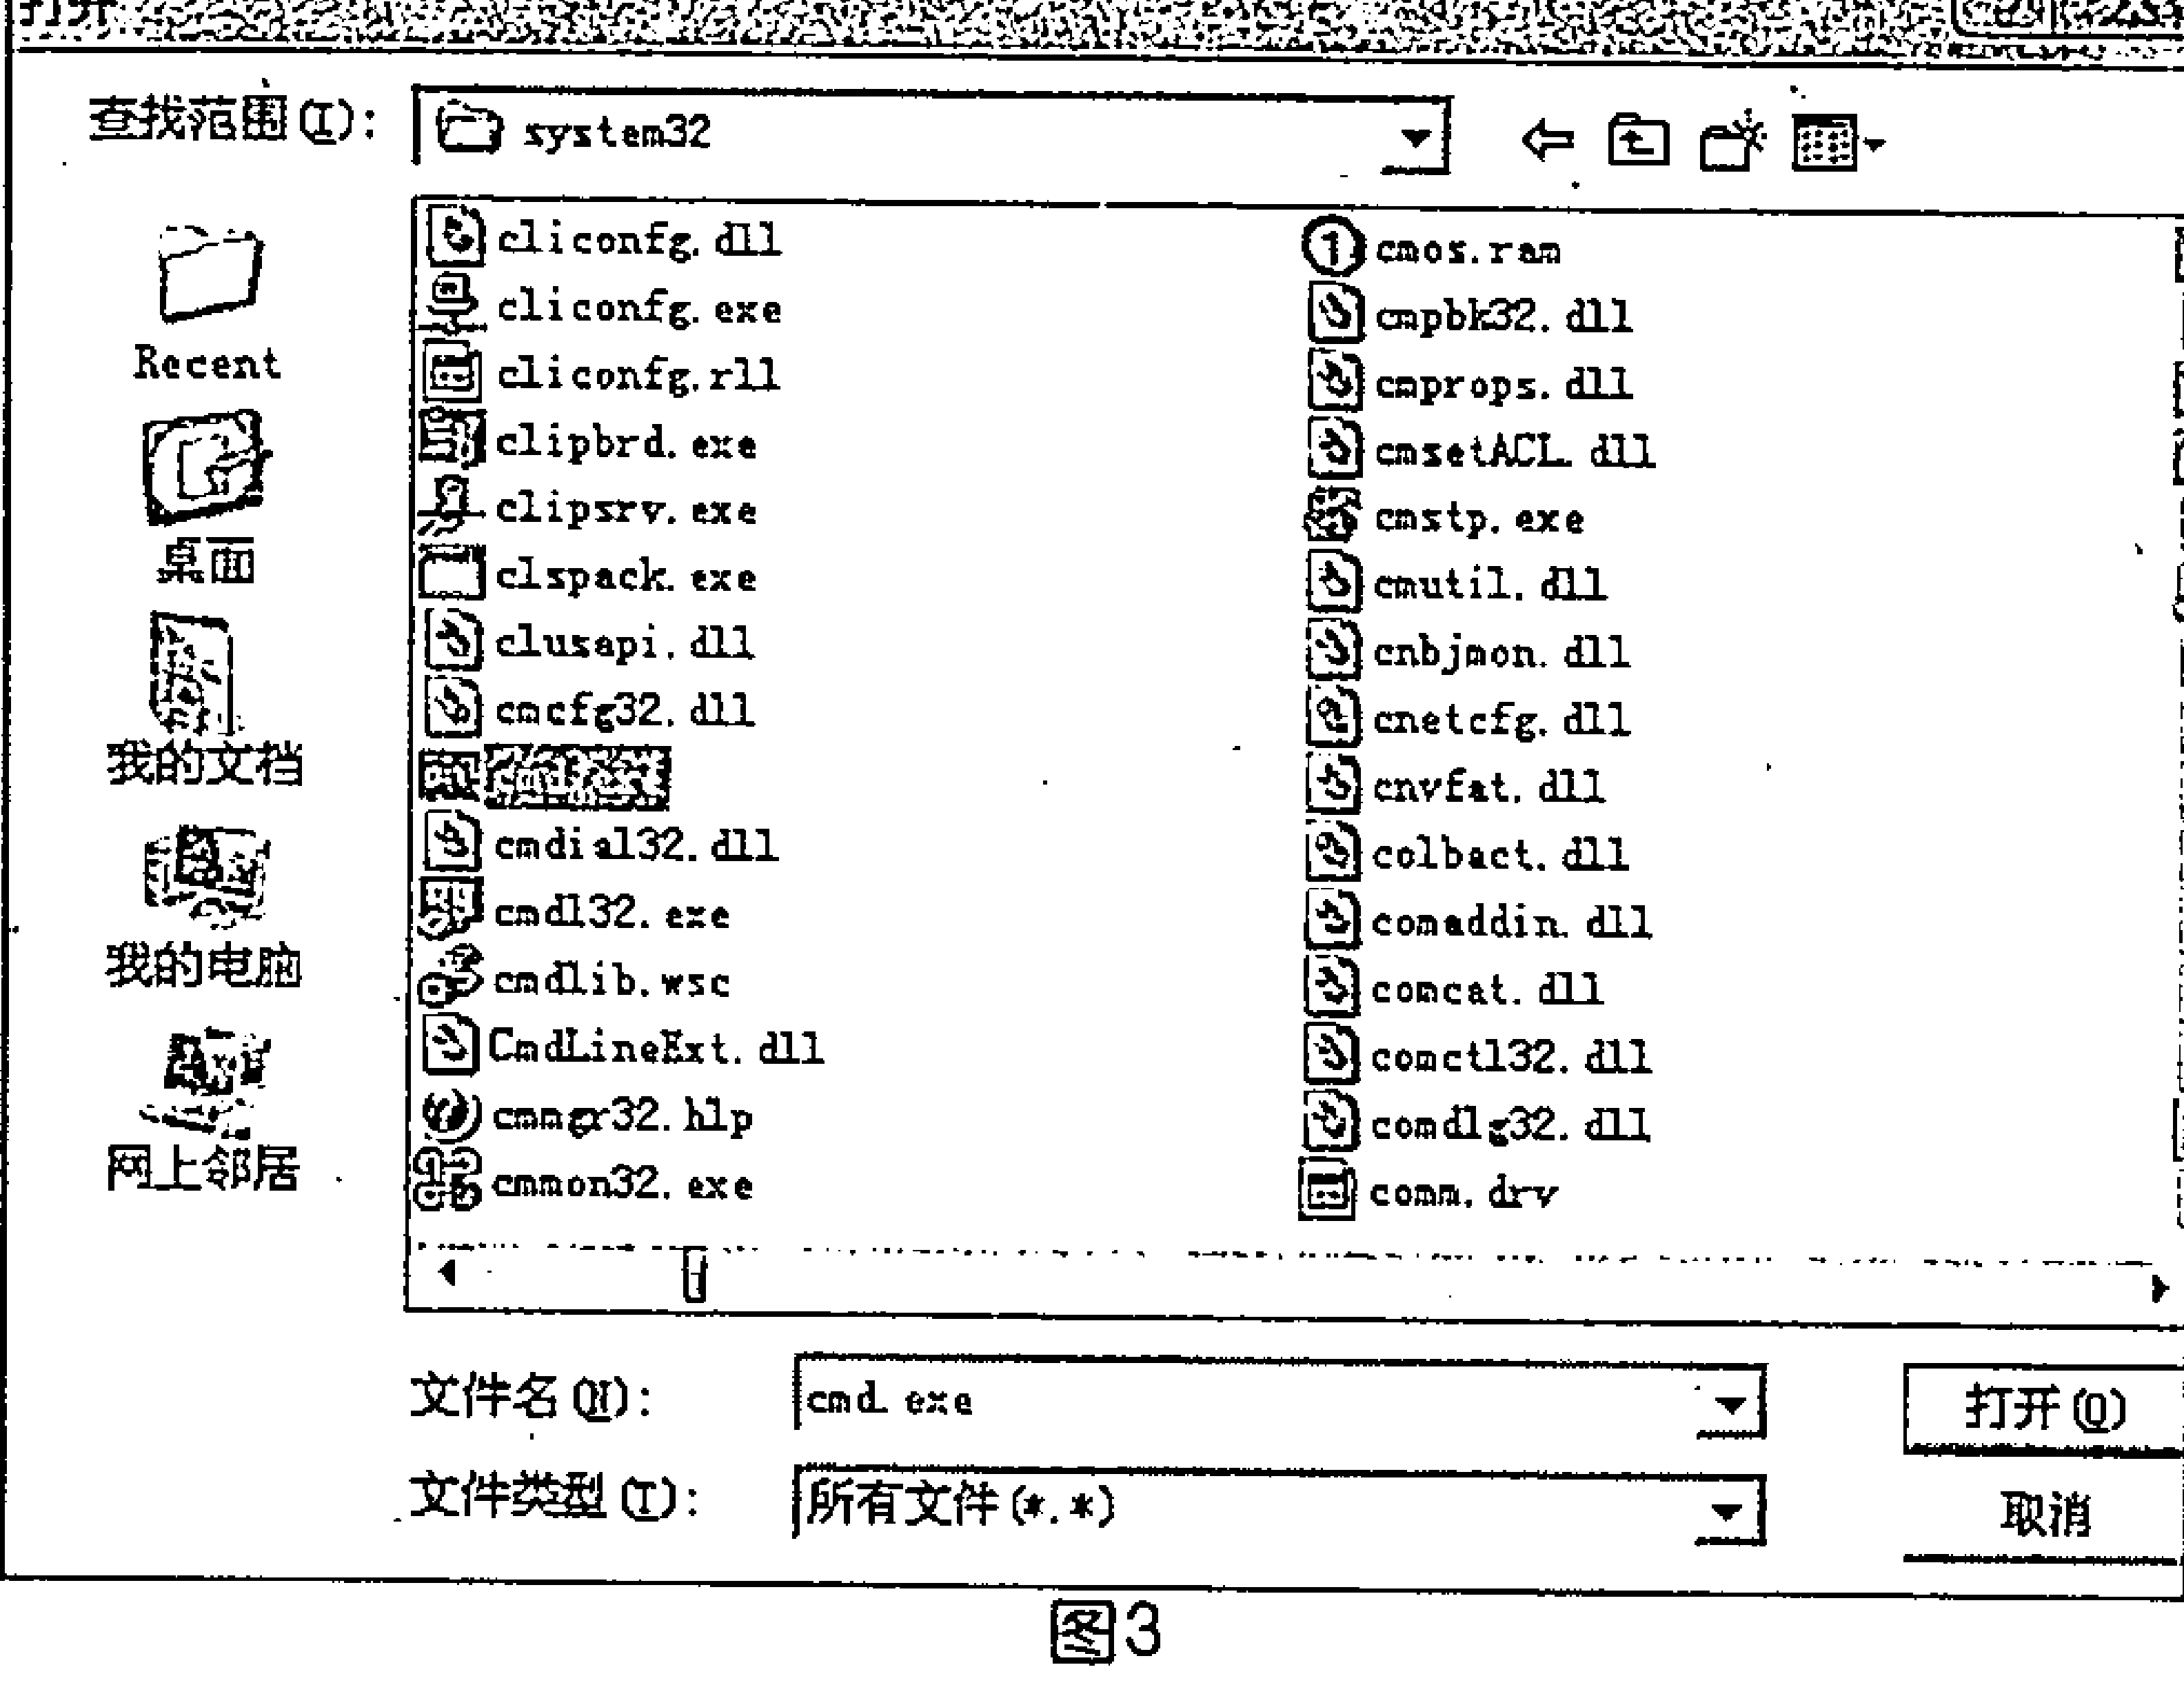 打开
查找范围(I):
system32
Recent
桌面
我的文档
我的电脑
网上邻居
cliconfg.dll
cliconfg.exe
cliconfg.rll
clipbrd.exe
clipsrv.exe
clspack.exe
clusapi.dll
cmcfg32.dll
cmdial32.dll
cmdl32.exe
cmdlib.wsc
CmdLineExt.dll
cmmgr32.hlp
cmmon32.exe
cmos.ram
cmpbk32.dll
cmprops.dll
cmsetACL.dll
cmstp.exe
cmutil.dll
cnbjmon.dll
cnetcfg.dll
cnvfat.dll
colbact.dll
comaddin.dll
comcat.dll
comctl32.dll
comdlg32.dll
comm.drv
文件名(N):
cmd.exe
打开(O)
文件类型(T):
所有文件(*.*)
取消
图3